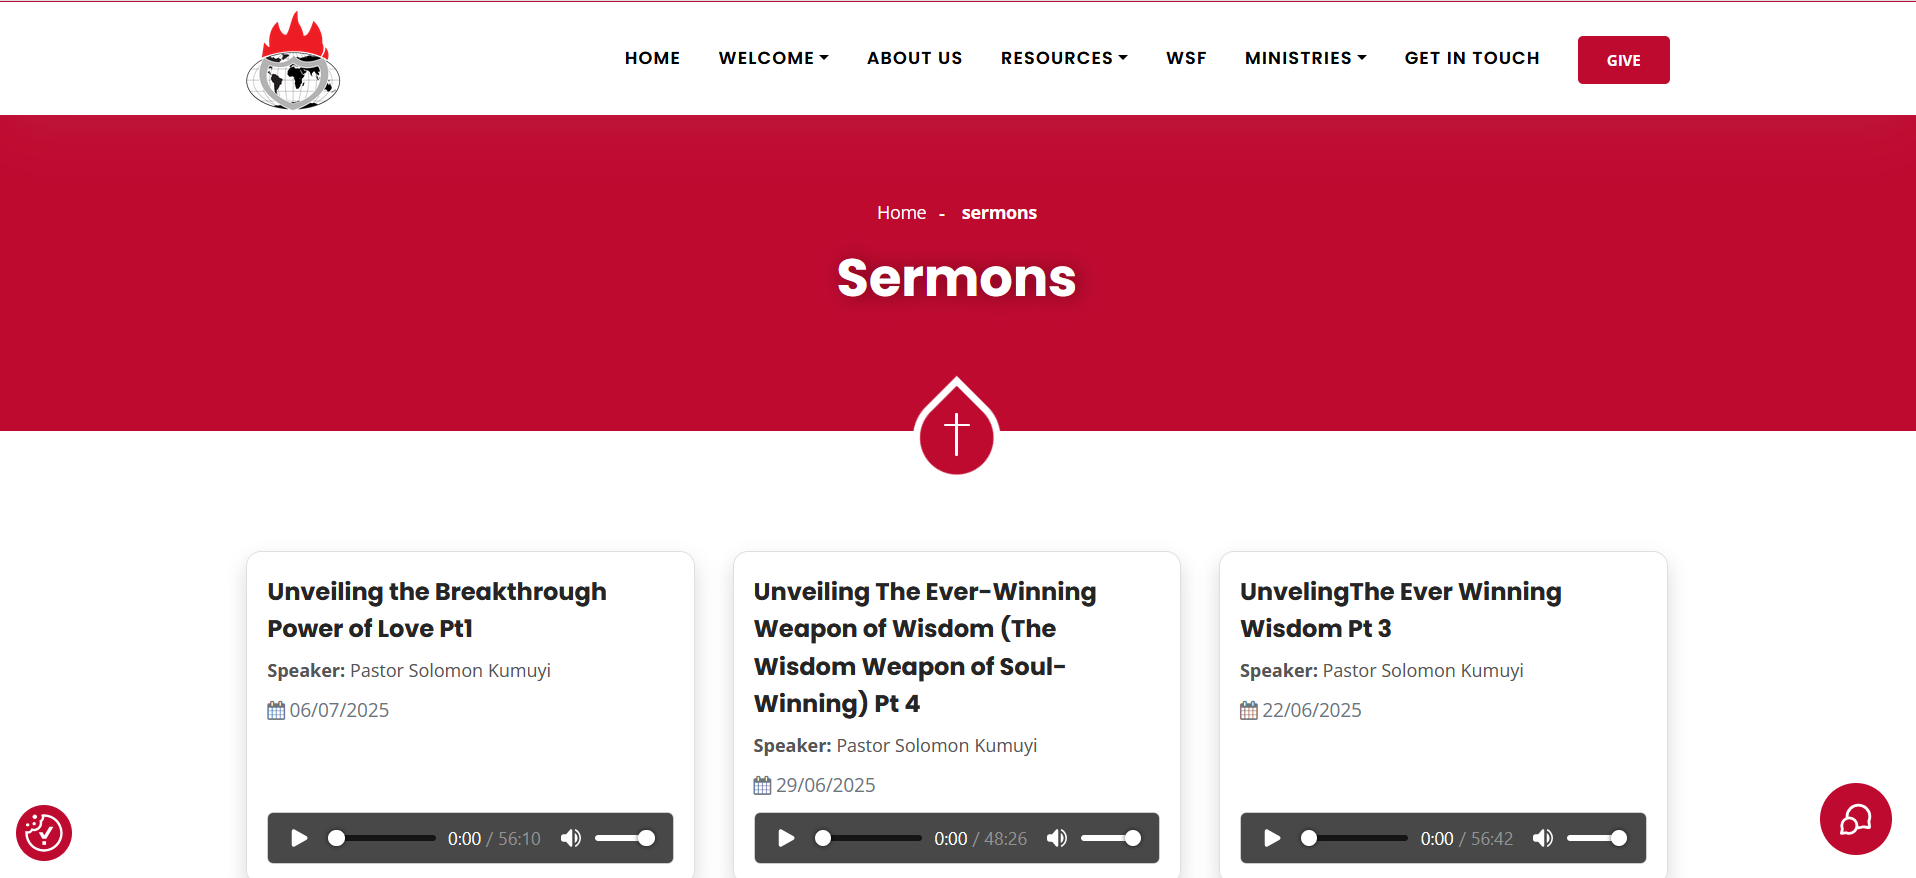 HOME WELCOME ABOUT US RESOURCES WSF MINISTRIES GET IN TOUCH GIVE
Home - sermons
Sermons
Unveiling the Breakthrough
Power of Love Pt1
Speaker: Pastor Solomon Kumuyi
06/07/2025
0:00 / 56:10
Unveiling The Ever-Winning
Weapon of Wisdom (The
Wisdom Weapon of Soul-
Winning) Pt 4
Speaker: Pastor Solomon Kumuyi
29/06/2025
0:00 / 48:26
UnvelingThe Ever Winning
Wisdom Pt 3
Speaker: Pastor Solomon Kumuyi
22/06/2025
0:00 / 56:42